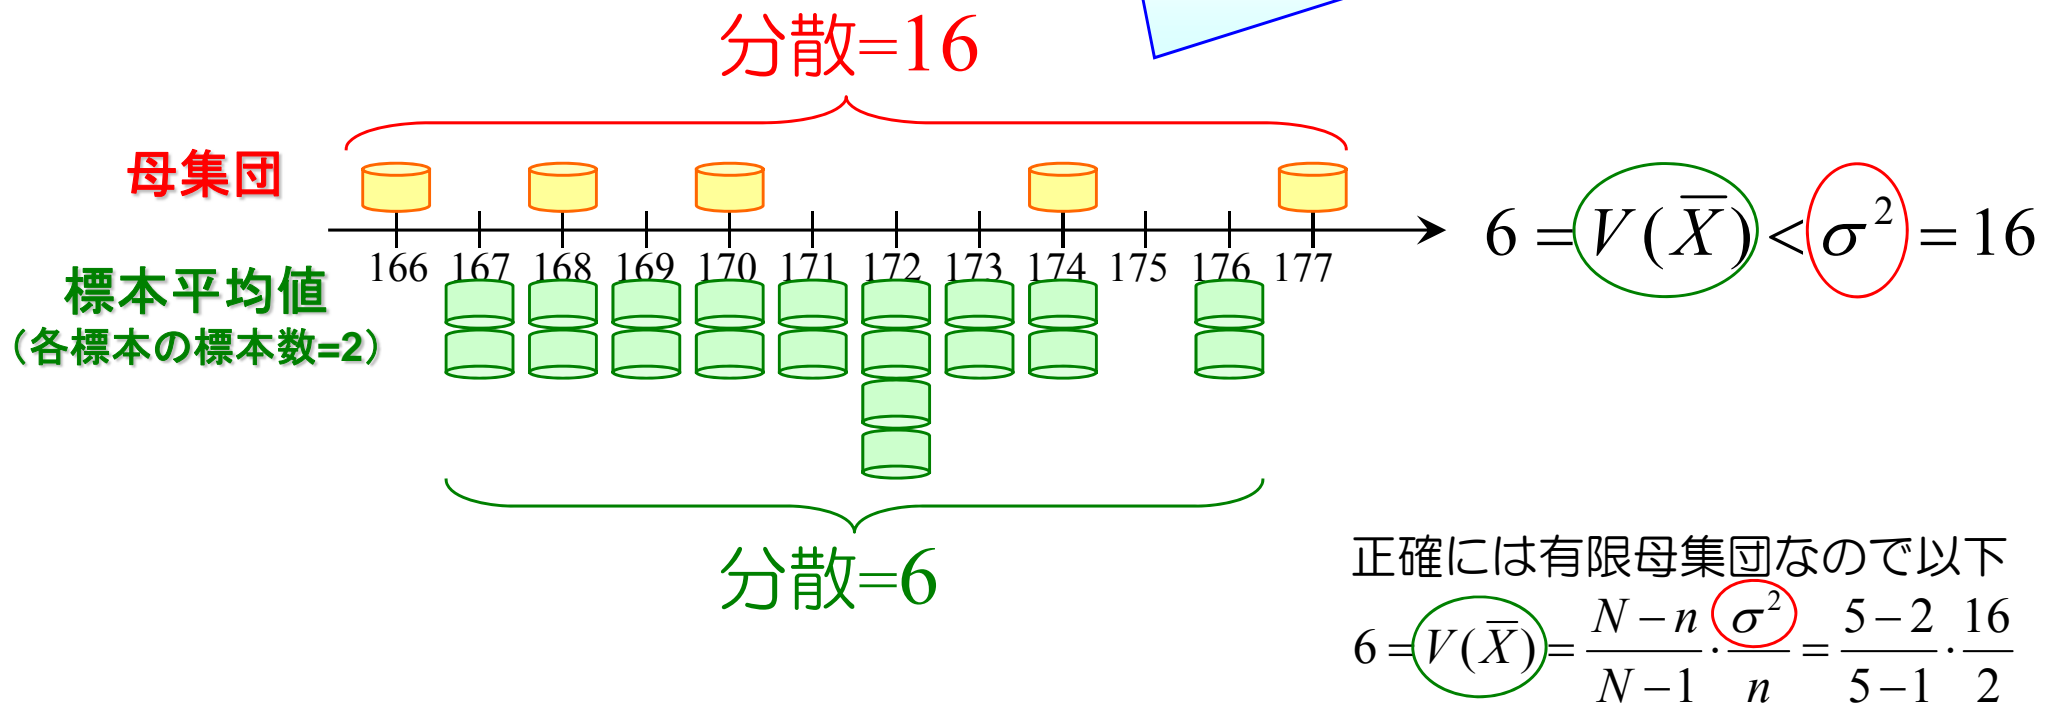 分散=16
母集団
166 167 168 169 170 171 172 173 174 175 176 177
6 = V(X̄) < σ² = 16
標本平均値
（各標本の標本数=2）
分散=6
正確には有限母集団なので以下
6 = V(X̄) = (N − n)/(N − 1) · σ²/n = (5 − 2)/(5 − 1) · 16/2